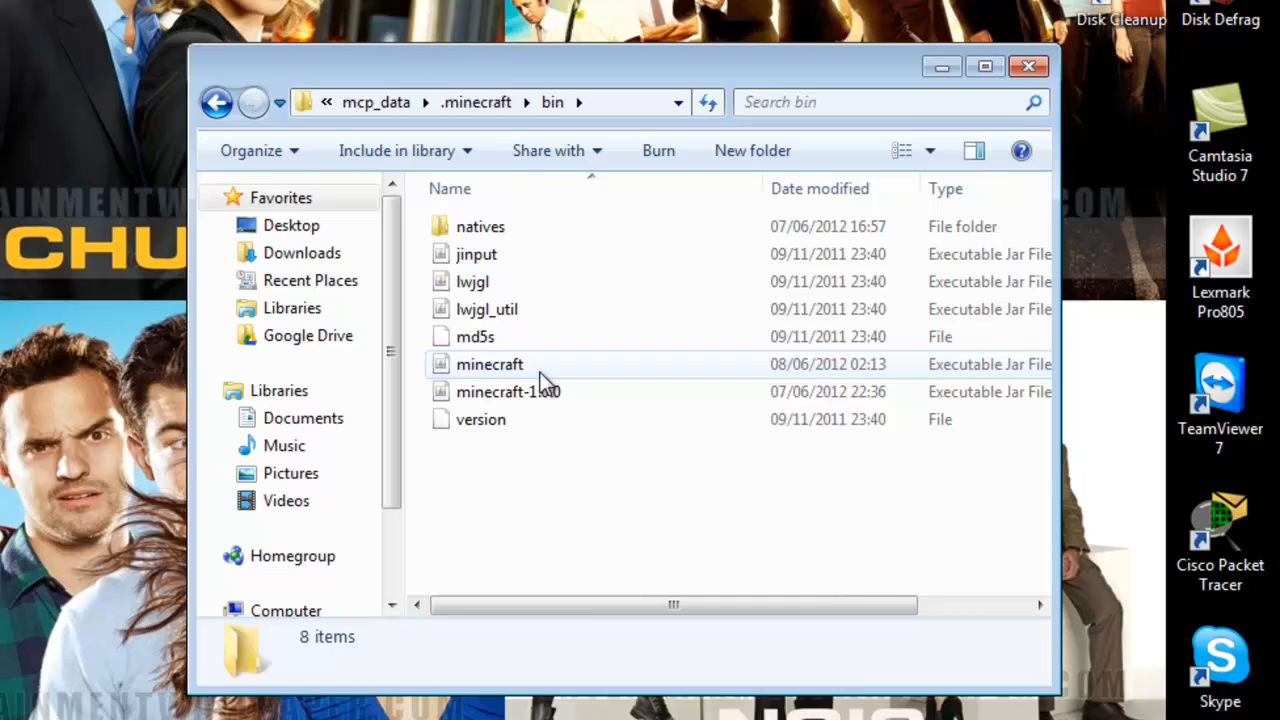 Disk Cleanup
Disk Defrag
« mcp_data .minecraft bin
Search bin
Organize
Include in library
Share with
Burn
New folder
Name
Date modified
Type
natives 07/06/2012 16:57 File folder
jinput 09/11/2011 23:40 Executable Jar File
lwjgl 09/11/2011 23:40 Executable Jar File
lwjgl_util 09/11/2011 23:40 Executable Jar File
md5s 09/11/2011 23:40 File
minecraft 08/06/2012 02:13 Executable Jar File
07/06/2012 22:36 Executable Jar File
version 09/11/2011 23:40 File
Favorites
Desktop
Downloads
Recent Places
Libraries
Google Drive
Libraries
Documents
Music
Pictures
Videos
Homegroup
Computer
8 items
Camtasia
Studio 7
Lexmark
Pro805
TeamViewer
7
Cisco Packet
Tracer
Skype
CHU